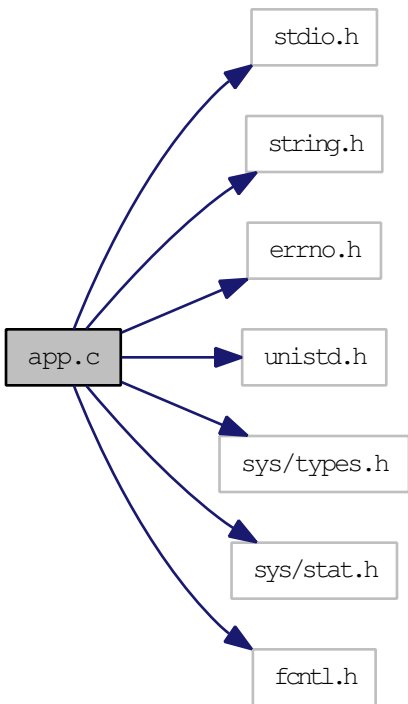 stdio.h
string.h
errno.h
app.c
unistd.h
sys/types.h
sys/stat.h
fcntl.h